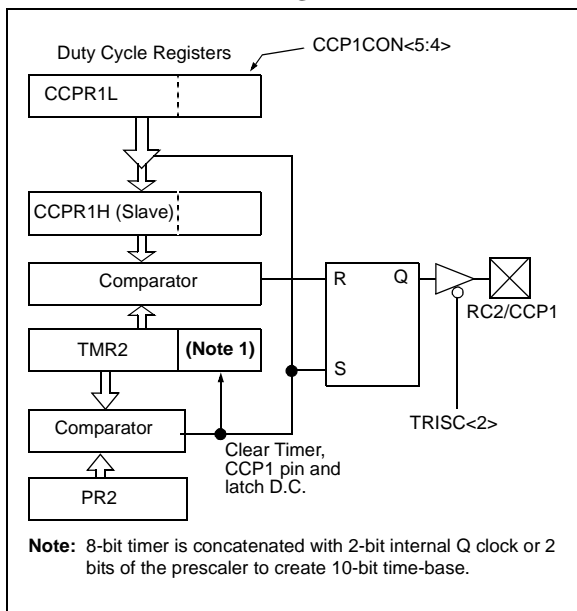 Duty Cycle Registers
CCP1CON<5:4>
CCPR1L
CCPR1H (Slave)
Comparator
R
Q
RC2/CCP1
TMR2
(Note 1)
S
TRISC<2>
Comparator
Clear Timer,
CCP1 pin and
latch D.C.
PR2
Note: 8-bit timer is concatenated with 2-bit internal Q clock or 2
bits of the prescaler to create 10-bit time-base.